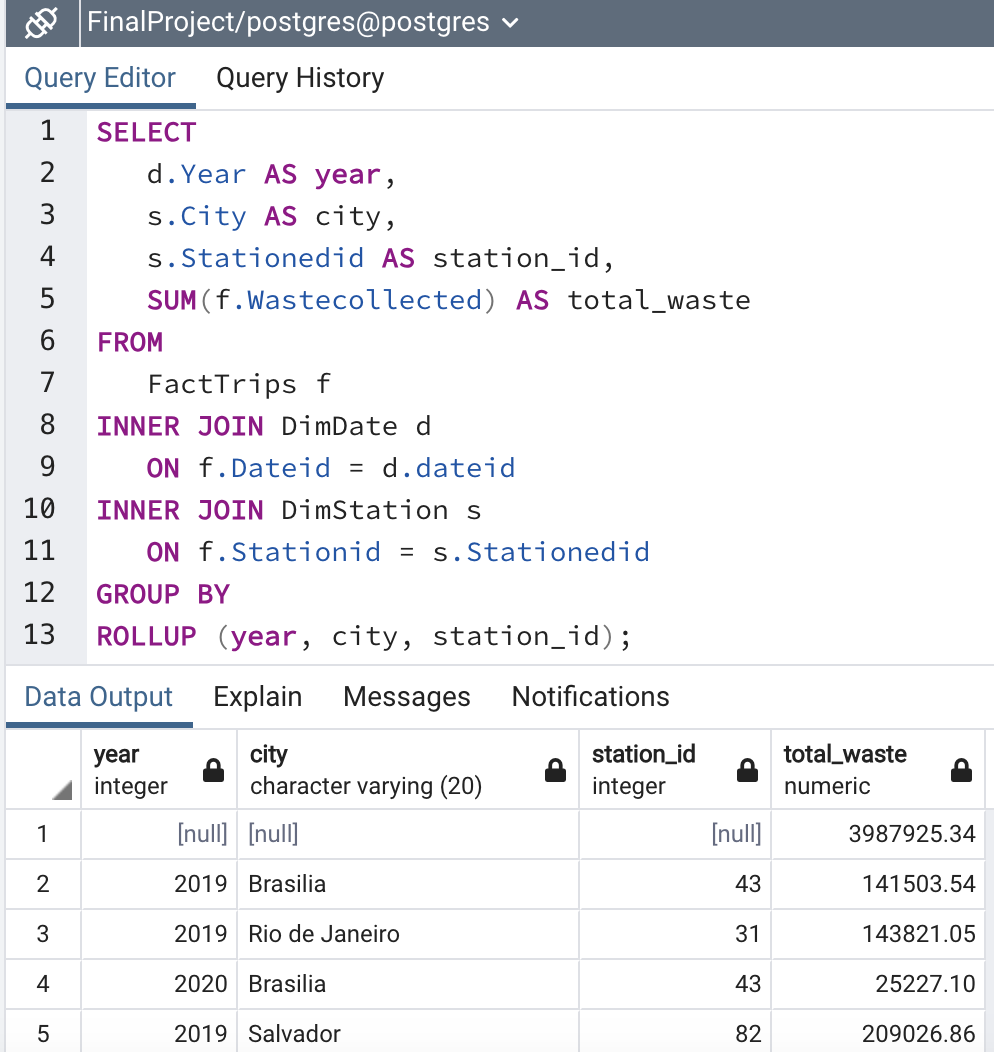 FinalProject/postgres@postgres
Query Editor Query History
1 SELECT
2 d.Year AS year,
3 s.City AS city,
4 s.Stationedid AS station_id,
5 SUM(f.Wastecollected) AS total_waste
6 FROM
7 FactTrips f
8 INNER JOIN DimDate d
9 ON f.Dateid = d.dateid
10 INNER JOIN DimStation s
11 ON f.Stationid = s.Stationedid
12 GROUP BY
13 ROLLUP (year, city, station_id);
Data Output Explain Messages Notifications
year city station_id total_waste
integer character varying (20) integer numeric
1 [null] [null] [null] 3987925.34
2 2019 Brasilia 43 141503.54
3 2019 Rio de Janeiro 31 143821.05
4 2020 Brasilia 43 25227.10
5 2019 Salvador 82 209026.86